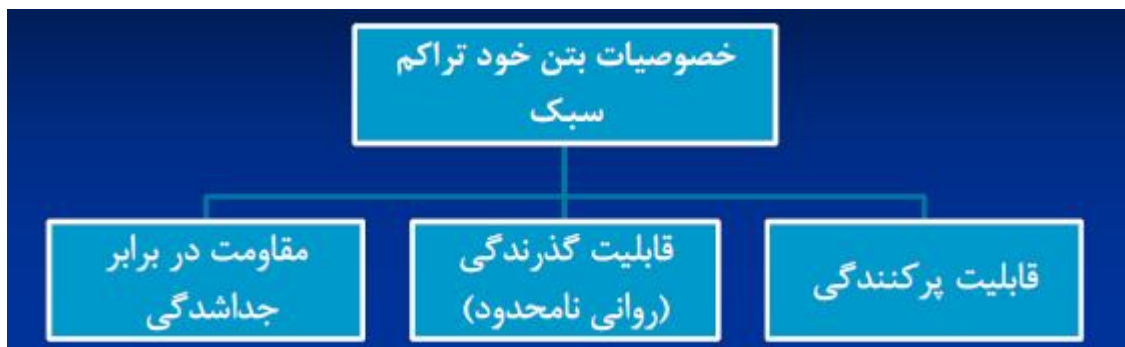 خصوصیات بتن خود تراکم
سبک
قابلیت پرکنندگی
قابلیت گذرندگی
(روانی نامحدود)
مقاومت در برابر
جداشدگی